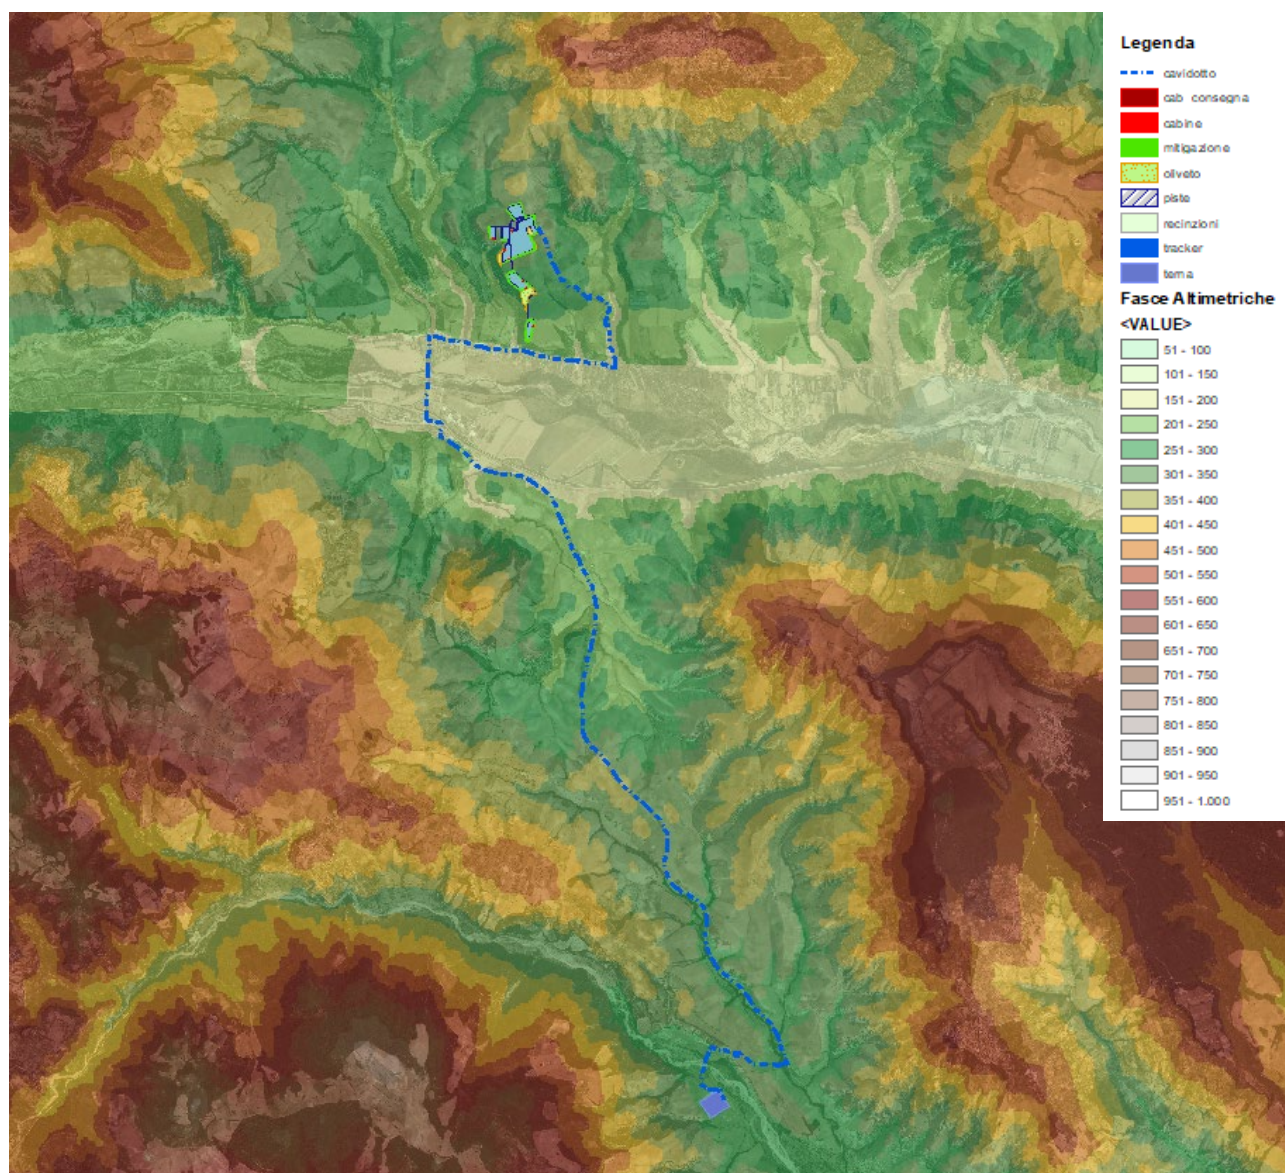 Legenda
cavidotto
cab consegna
cabine
mitigazione
oliveto
piste
recinzioni
tracker
terna
Fasce Altimetriche
<VALUE>
51 - 100
101 - 150
151 - 200
201 - 250
251 - 300
301 - 350
351 - 400
401 - 450
451 - 500
501 - 550
551 - 600
601 - 650
651 - 700
701 - 750
751 - 800
801 - 850
851 - 900
901 - 950
951 - 1.000